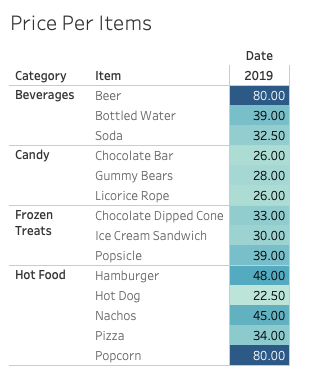 Price Per Items
Date
Category Item 2019
Beverages Beer 80.00
Bottled Water 39.00
Soda 32.50
Candy Chocolate Bar 26.00
Gummy Bears 28.00
Licorice Rope 26.00
Frozen Chocolate Dipped Cone 33.00
Treats Ice Cream Sandwich 30.00
Popsicle 39.00
Hot Food Hamburger 48.00
Hot Dog 22.50
Nachos 45.00
Pizza 34.00
Popcorn 80.00